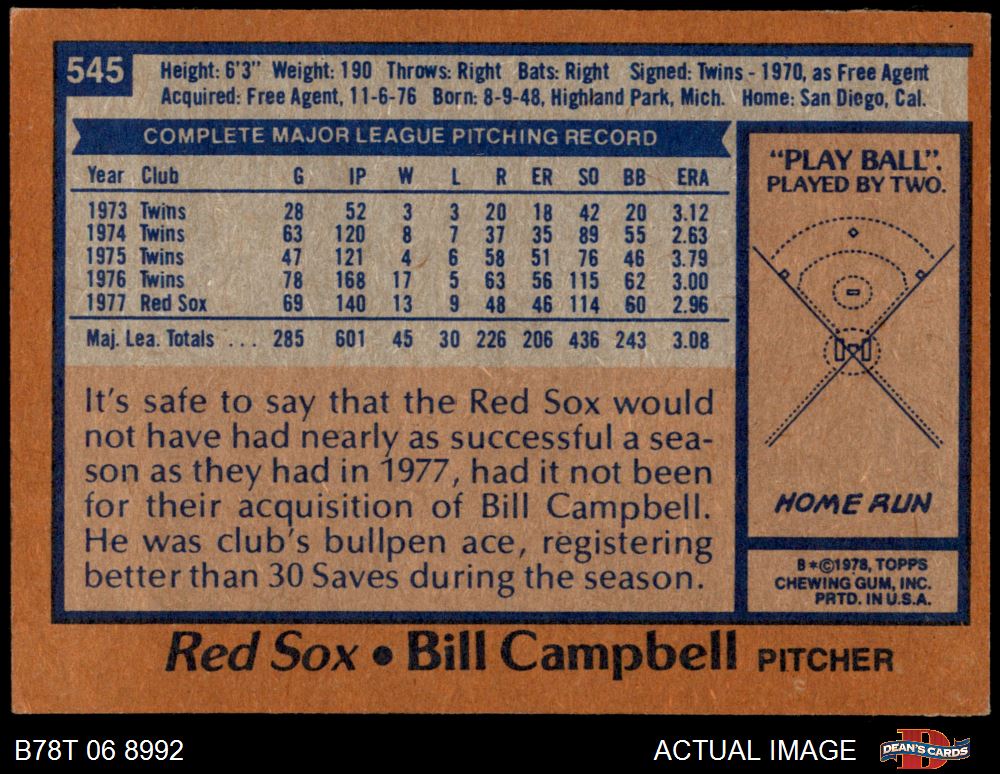 545
Height: 6'3" Weight: 190 Throws: Right Bats: Right Signed: Twins - 1970, as Free Agent
Acquired: Free Agent, 11-6-76 Born: 8-9-48, Highland Park, Mich. Home: San Diego, Cal.
COMPLETE MAJOR LEAGUE PITCHING RECORD
Year Club G IP W L R ER SO BB ERA
1973 Twins 28 52 3 3 20 18 42 20 3.12
1974 Twins 63 120 8 7 37 35 89 55 2.63
1975 Twins 47 121 4 6 58 51 76 46 3.79
1976 Twins 78 168 17 5 63 56 115 62 3.00
1977 Red Sox 69 140 13 9 48 46 114 60 2.96
Maj. Lea. Totals ... 285 601 45 30 226 206 436 243 3.08
It's safe to say that the Red Sox would
not have had nearly as successful a sea-
son as they had in 1977, had it not been
for their acquisition of Bill Campbell.
He was club's bullpen ace, registering
better than 30 Saves during the season.
"PLAY BALL".
PLAYED BY TWO.
HOME RUN
B*©1978, TOPPS
CHEWING GUM, INC.
PRTD. IN U.S.A.
Red Sox • Bill Campbell PITCHER
B78T 06 8992
ACTUAL IMAGE
DEAN'S CARDS